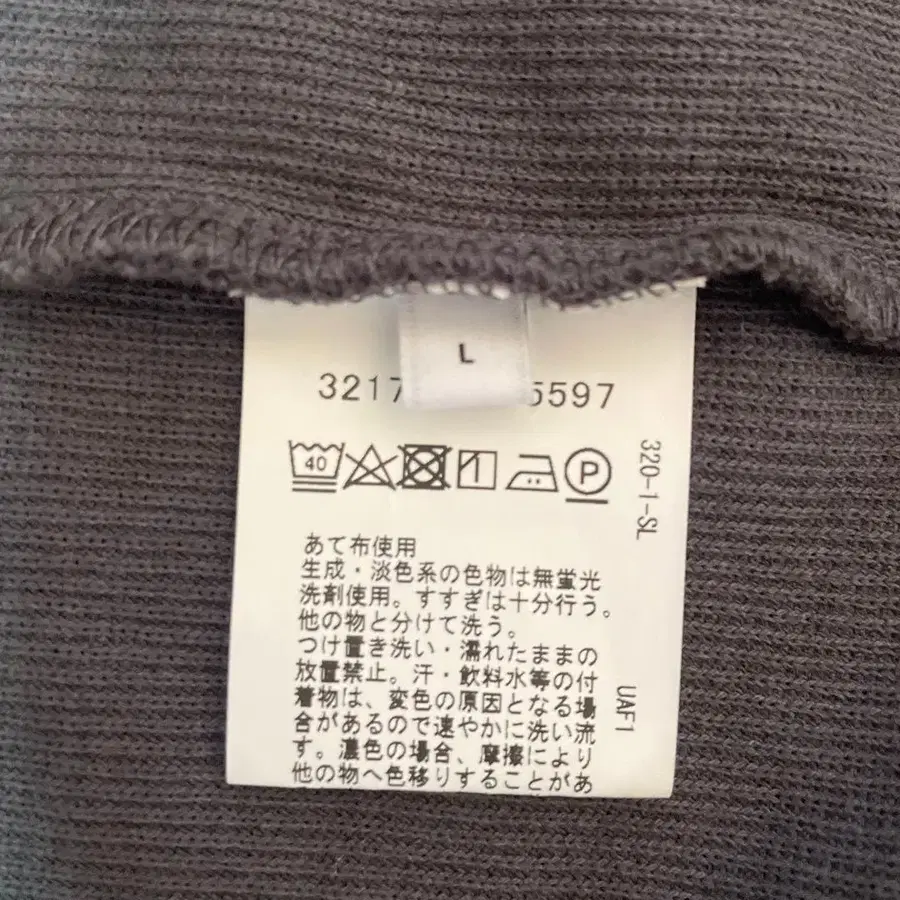 L
3217 5597
40
P
320-1-SL
あて布使用
生成・淡色系の色物は無蛍光
洗剤使用。すすぎは十分行う。
他の物と分けて洗う。
つけ置き洗い・濡れたままの
放置禁止。汗・飲料水等の付
着物は、変色の原因となる場
合があるので速やかに洗い流
す。濃色の場合、摩擦により
他の物へ色移りすることがあ
UAF1